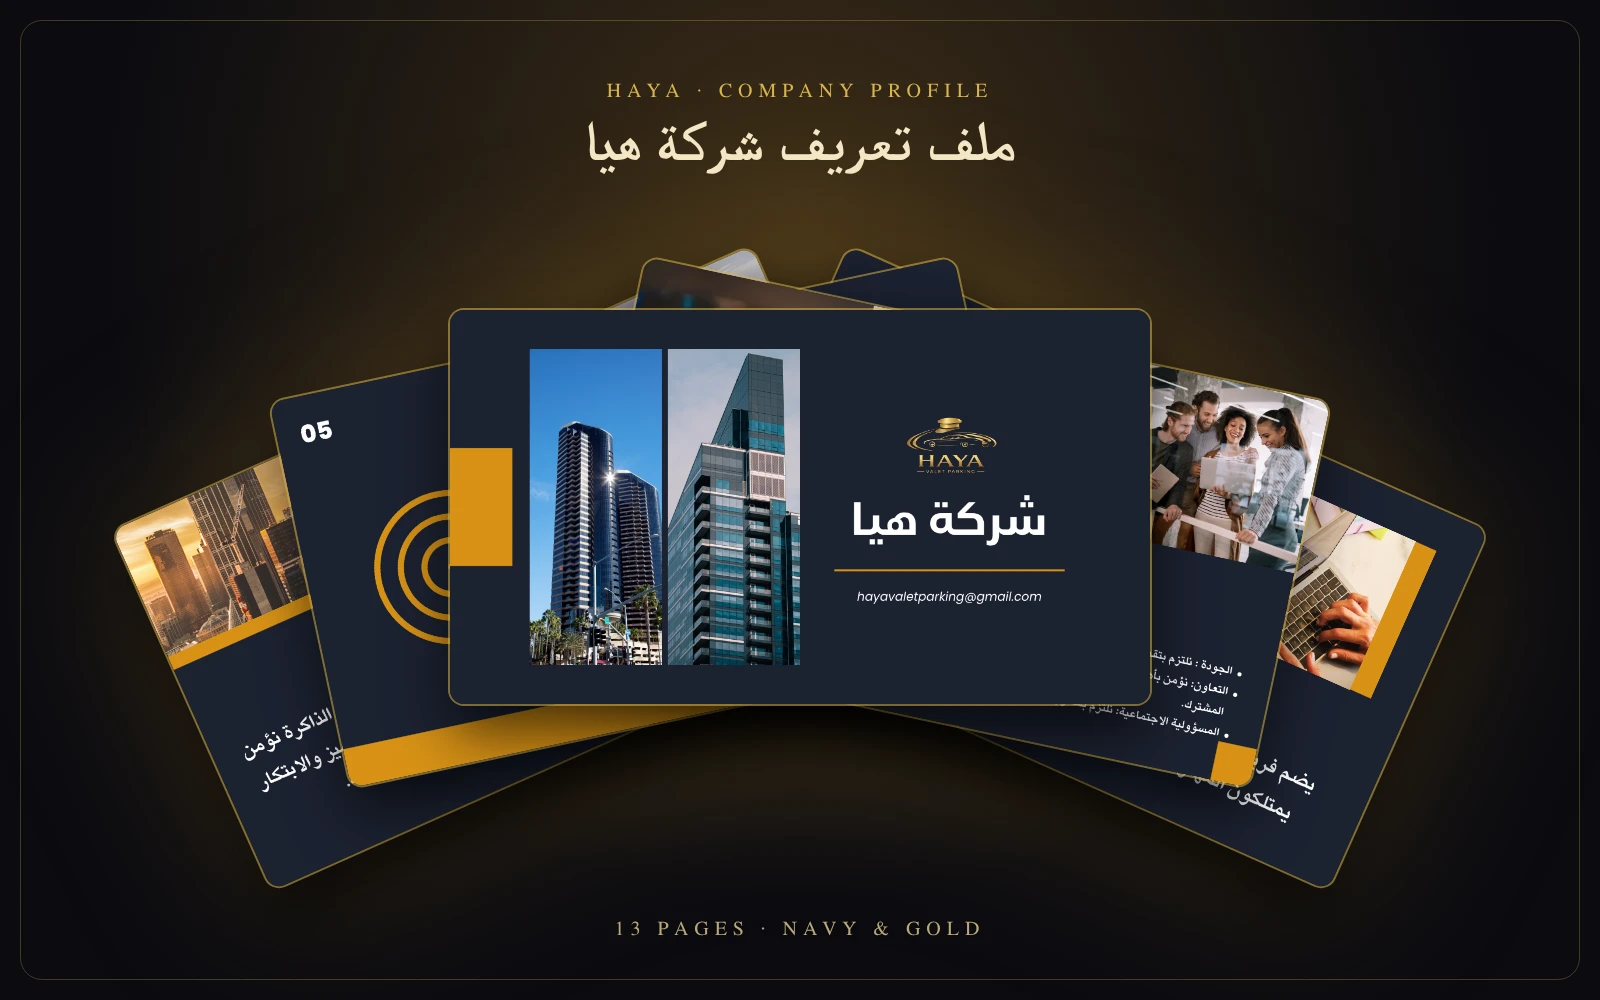 HAYA · COMPANY PROFILE
ملف تعريف شركة هيا
HAYA
VALET PARKING
شركة هيا
hayavaletparking@gmail.com
05
الذاكرة نؤمن
والابتكار
الجودة : نلتزم
التعاون: نؤمن
المشترك.
المسؤولية الاجتماعية: نلتزم
يضم
يمتلكون
13 PAGES · NAVY & GOLD